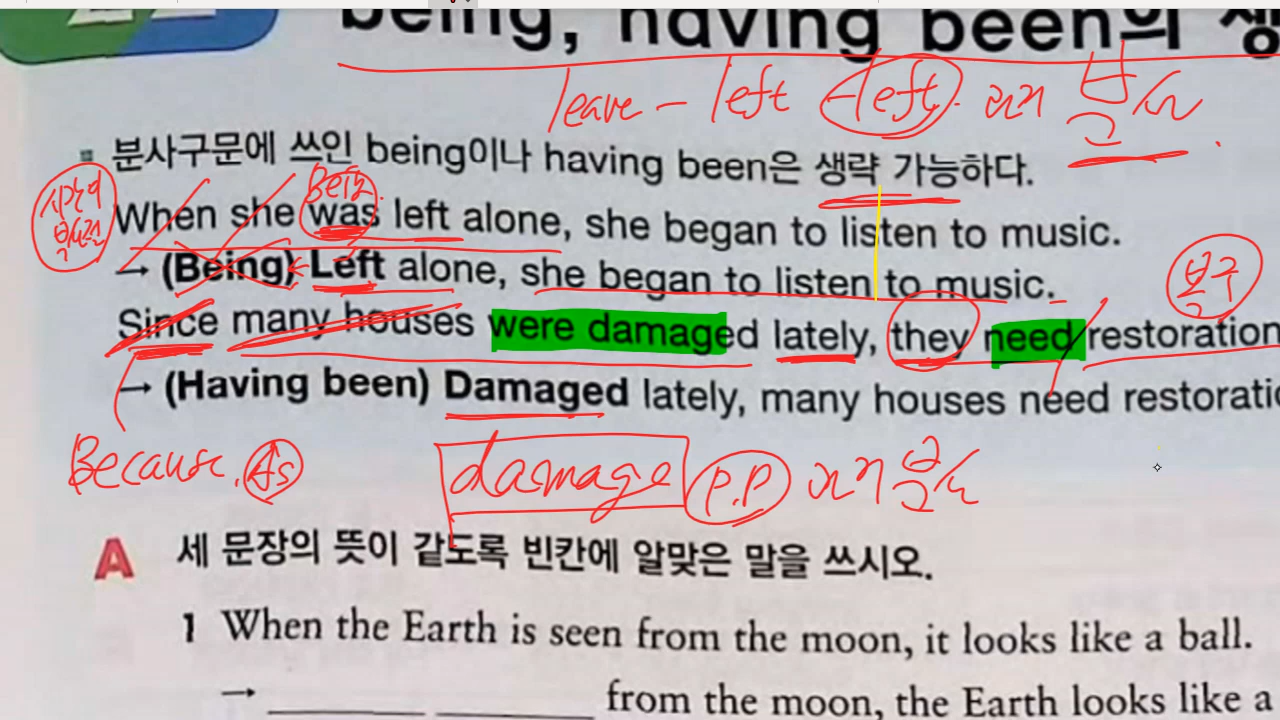 being, having been의 생
leave - left - left. 과거 분사.
분사구문에 쓰인 being이나 having been은 생략 가능하다.
Being
When she was left alone, she began to listen to music.
→ (Being) Left alone, she began to listen to music.
분구
Since many houses were damaged lately, they need restoration
→ (Having been) Damaged lately, many houses need restoratio
Because. As damage p.p 과거 분사
A 세 문장의 뜻이 같도록 빈칸에 알맞은 말을 쓰시오.
1 When the Earth is seen from the moon, it looks like a ball.
→ ______ ______ from the moon, the Earth looks like a